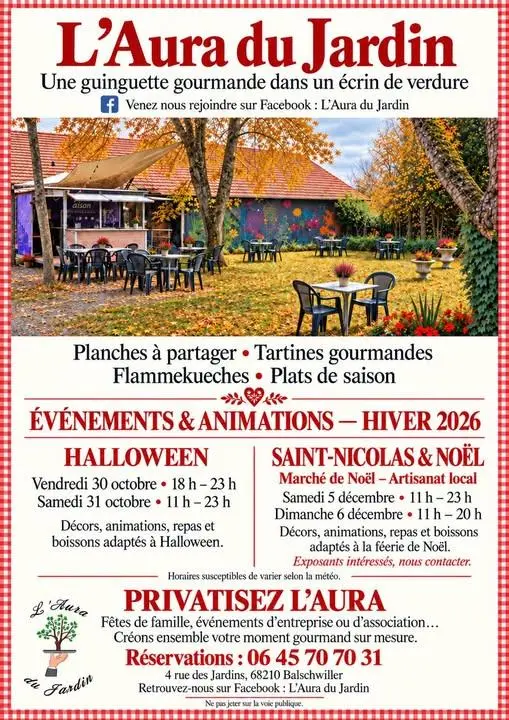 L'Aura du Jardin
Une guinguette gourmande dans un écrin de verdure
Venez nous rejoindre sur Facebook : L'Aura du Jardin
aison
Planches à partager • Tartines gourmandes
Flammekueches • Plats de saison
ÉVÉNEMENTS & ANIMATIONS — HIVER 2026
HALLOWEEN
Vendredi 30 octobre • 18 h – 23 h
Samedi 31 octobre • 11 h – 23 h
Décors, animations, repas et
boissons adaptés à Halloween.
SAINT-NICOLAS & NOËL
Marché de Noël – Artisanat local
Samedi 5 décembre • 11 h – 23 h
Dimanche 6 décembre • 11 h – 20 h
Décors, animations, repas et boissons
adaptés à la féerie de Noël.
Exposants intéressés, nous contacter.
Horaires susceptibles de varier selon la météo.
L'Aura
du Jardin
PRIVATISEZ L'AURA
Fêtes de famille, événements d'entreprise ou d'association…
Créons ensemble votre moment gourmand sur mesure.
Réservations : 06 45 70 70 31
4 rue des Jardins, 68210 Balschwiller
Retrouvez-nous sur Facebook : L'Aura du Jardin
Ne pas jeter sur la voie publique.